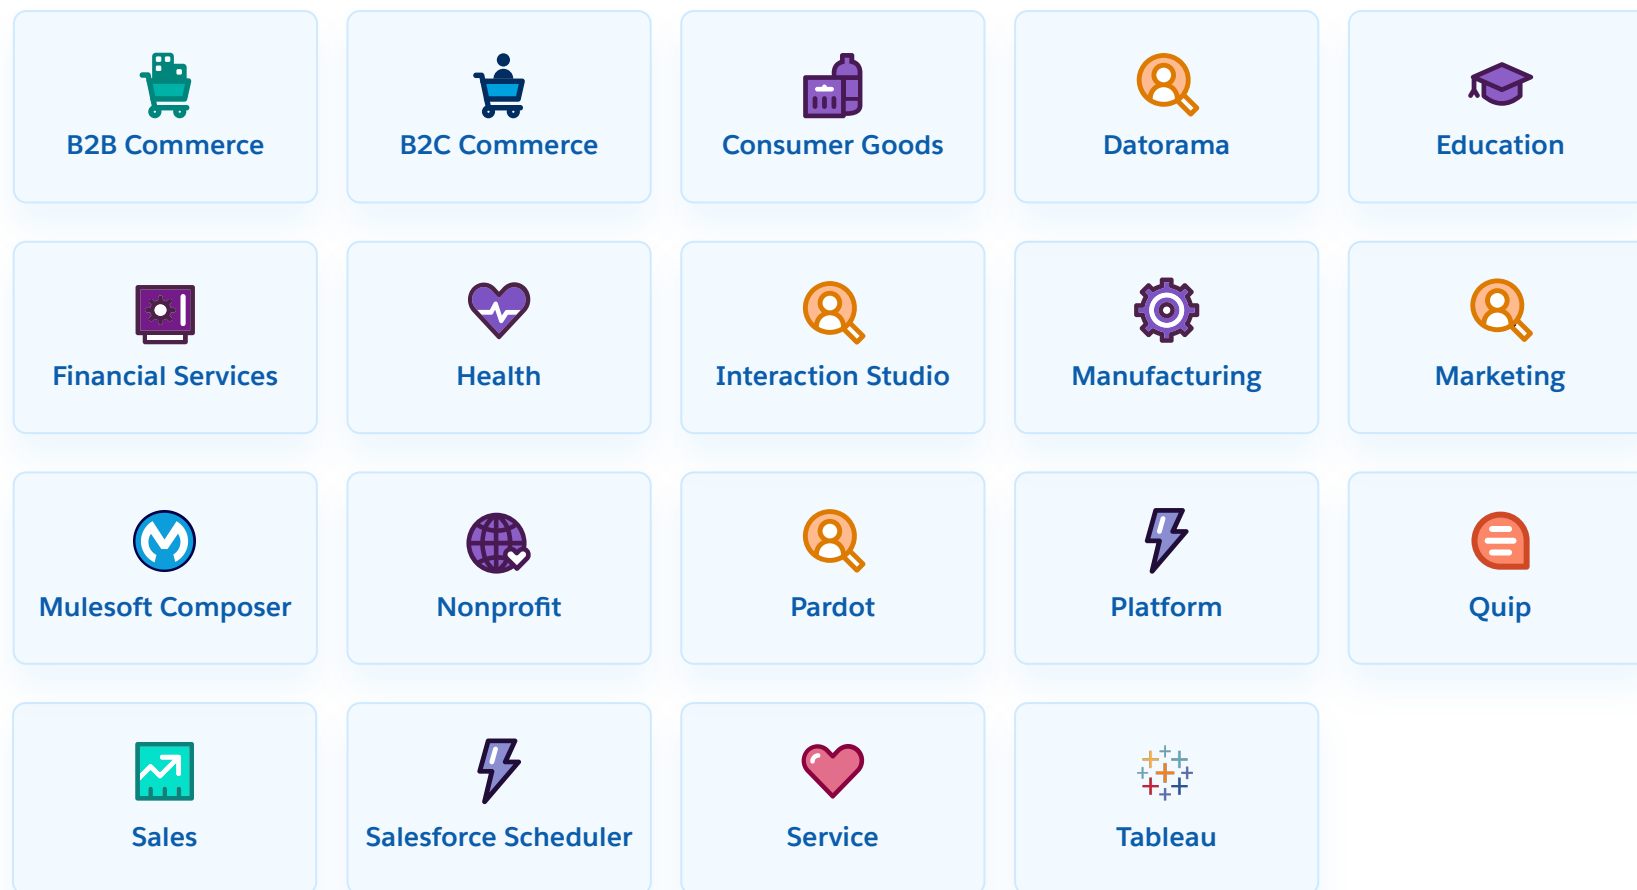 B2B Commerce
B2C Commerce
Consumer Goods
Datorama
Education
Financial Services
Health
Interaction Studio
Manufacturing
Marketing
Mulesoft Composer
Nonprofit
Pardot
Platform
Quip
Sales
Salesforce Scheduler
Service
Tableau